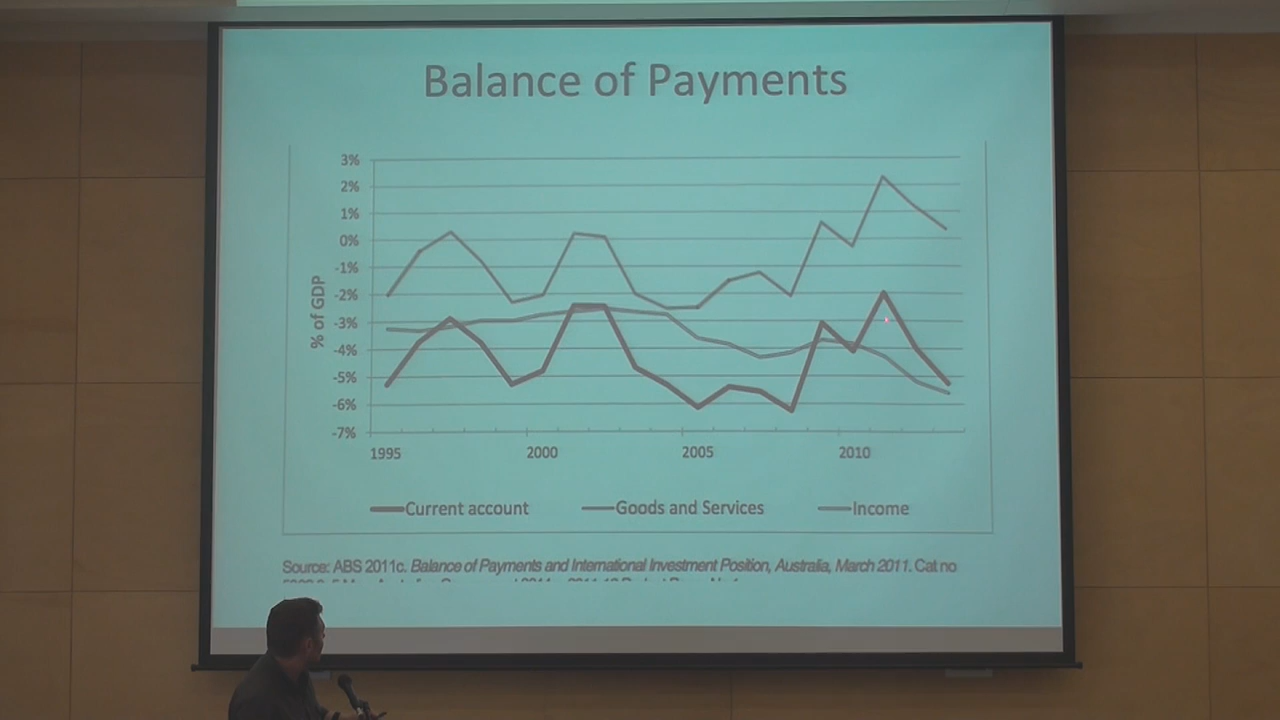 Balance of Payments
3%
2%
1%
0%
-1%
-2%
-3%
-4%
-5%
-6%
-7%
% of GDP
1995 2000 2005 2010
Current account Goods and Services Income
Source: ABS 2011c. Balance of Payments and International Investment Position, Australia, March 2011. Cat no